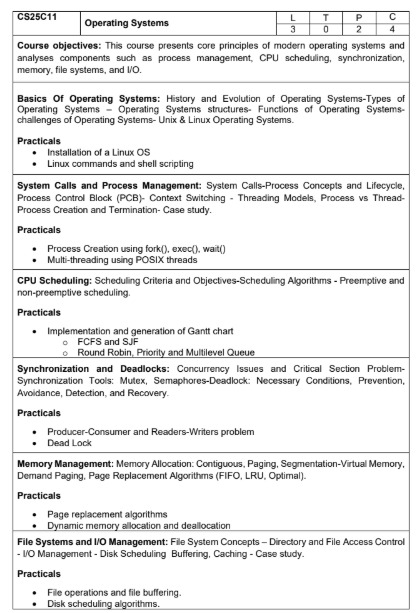 CS25C11 Operating Systems L T P C
3 0 2 4
Course objectives: This course presents core principles of modern operating systems and
analyses components such as process management, CPU scheduling, synchronization,
memory, file systems, and I/O.
Basics Of Operating Systems: History and Evolution of Operating Systems-Types of
Operating Systems – Operating Systems structures- Functions of Operating Systems-
challenges of Operating Systems- Unix & Linux Operating Systems.
Practicals
• Installation of a Linux OS
• Linux commands and shell scripting
System Calls and Process Management: System Calls-Process Concepts and Lifecycle,
Process Control Block (PCB)- Context Switching - Threading Models, Process vs Thread-
Process Creation and Termination- Case study.
Practicals
• Process Creation using fork(), exec(), wait()
• Multi-threading using POSIX threads
CPU Scheduling: Scheduling Criteria and Objectives-Scheduling Algorithms - Preemptive and
non-preemptive scheduling.
Practicals
• Implementation and generation of Gantt chart
o FCFS and SJF
o Round Robin, Priority and Multilevel Queue
Synchronization and Deadlocks: Concurrency Issues and Critical Section Problem-
Synchronization Tools: Mutex, Semaphores-Deadlock: Necessary Conditions, Prevention,
Avoidance, Detection, and Recovery.
Practicals
• Producer-Consumer and Readers-Writers problem
• Dead Lock
Memory Management: Memory Allocation: Contiguous, Paging, Segmentation-Virtual Memory,
Demand Paging, Page Replacement Algorithms (FIFO, LRU, Optimal).
Practicals
• Page replacement algorithms
• Dynamic memory allocation and deallocation
File Systems and I/O Management: File System Concepts – Directory and File Access Control
- I/O Management - Disk Scheduling Buffering, Caching - Case study.
Practicals
• File operations and file buffering.
• Disk scheduling algorithms.